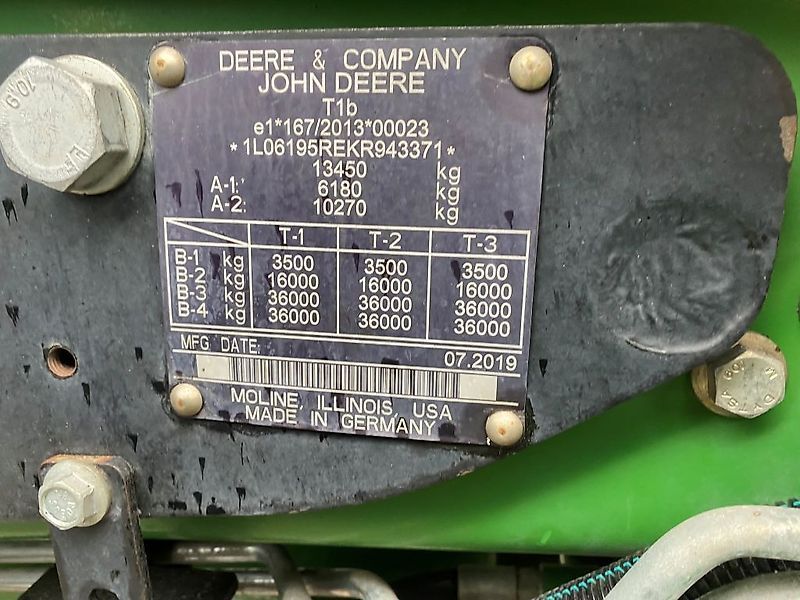 DEERE & COMPANY
JOHN DEERE
T1b
e1*167/2013*00023
*1L06195REKR943371*
13450 kg
A-1: 6180 kg
A-2: 10270 kg
T-1 T-2 T-3
B-1 kg 3500 3500 3500
B-2 kg 16000 16000 16000
B-3 kg 36000 36000 36000
B-4 kg 36000 36000 36000
MFG DATE: 07.2019
MOLINE, ILLINOIS, USA
MADE IN GERMANY
10.9